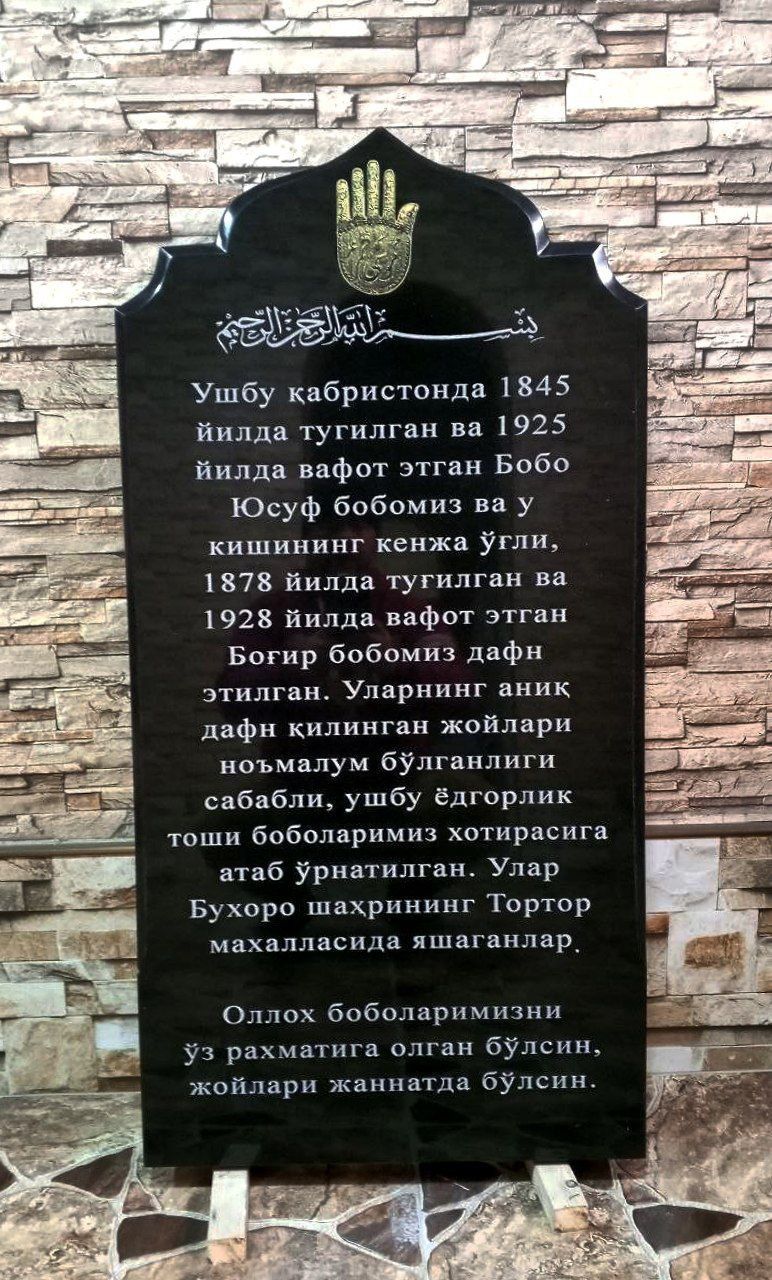 بسم الله الرحمن الرحيم
Ушбу қабристонда 1845
йилда тугилган ва 1925
йилда вафот этган Бобо
Юсуф бобомиз ва у
кишининг кенжа ўғли,
1878 йилда туғилган ва
1928 йилда вафот этган
Боғир бобомиз дафн
этилган. Уларнинг аниқ
дафн қилинган жойлари
ноъмалум бўлганлиги
сабабли, ушбу ёдгорлик
тоши боболаримиз хотирасига
атаб ўрнатилган. Улар
Бухоро шаҳрининг Тортор
махалласида яшаганлар.
Оллох боболаримизни
ўз рахматига олган бўлсин,
жойлари жаннатда бўлсин.